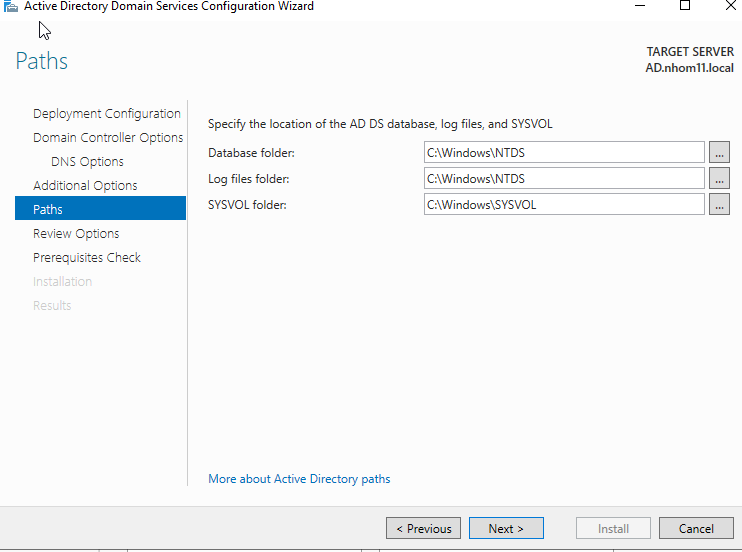 Active Directory Domain Services Configuration Wizard
Paths
TARGET SERVER
AD.nhom11.local
Deployment Configuration
Domain Controller Options
DNS Options
Additional Options
Paths
Review Options
Prerequisites Check
Installation
Results
Specify the location of the AD DS database, log files, and SYSVOL
Database folder: C:\Windows\NTDS ...
Log files folder: C:\Windows\NTDS ...
SYSVOL folder: C:\Windows\SYSVOL ...
More about Active Directory paths
< Previous Next > Install Cancel